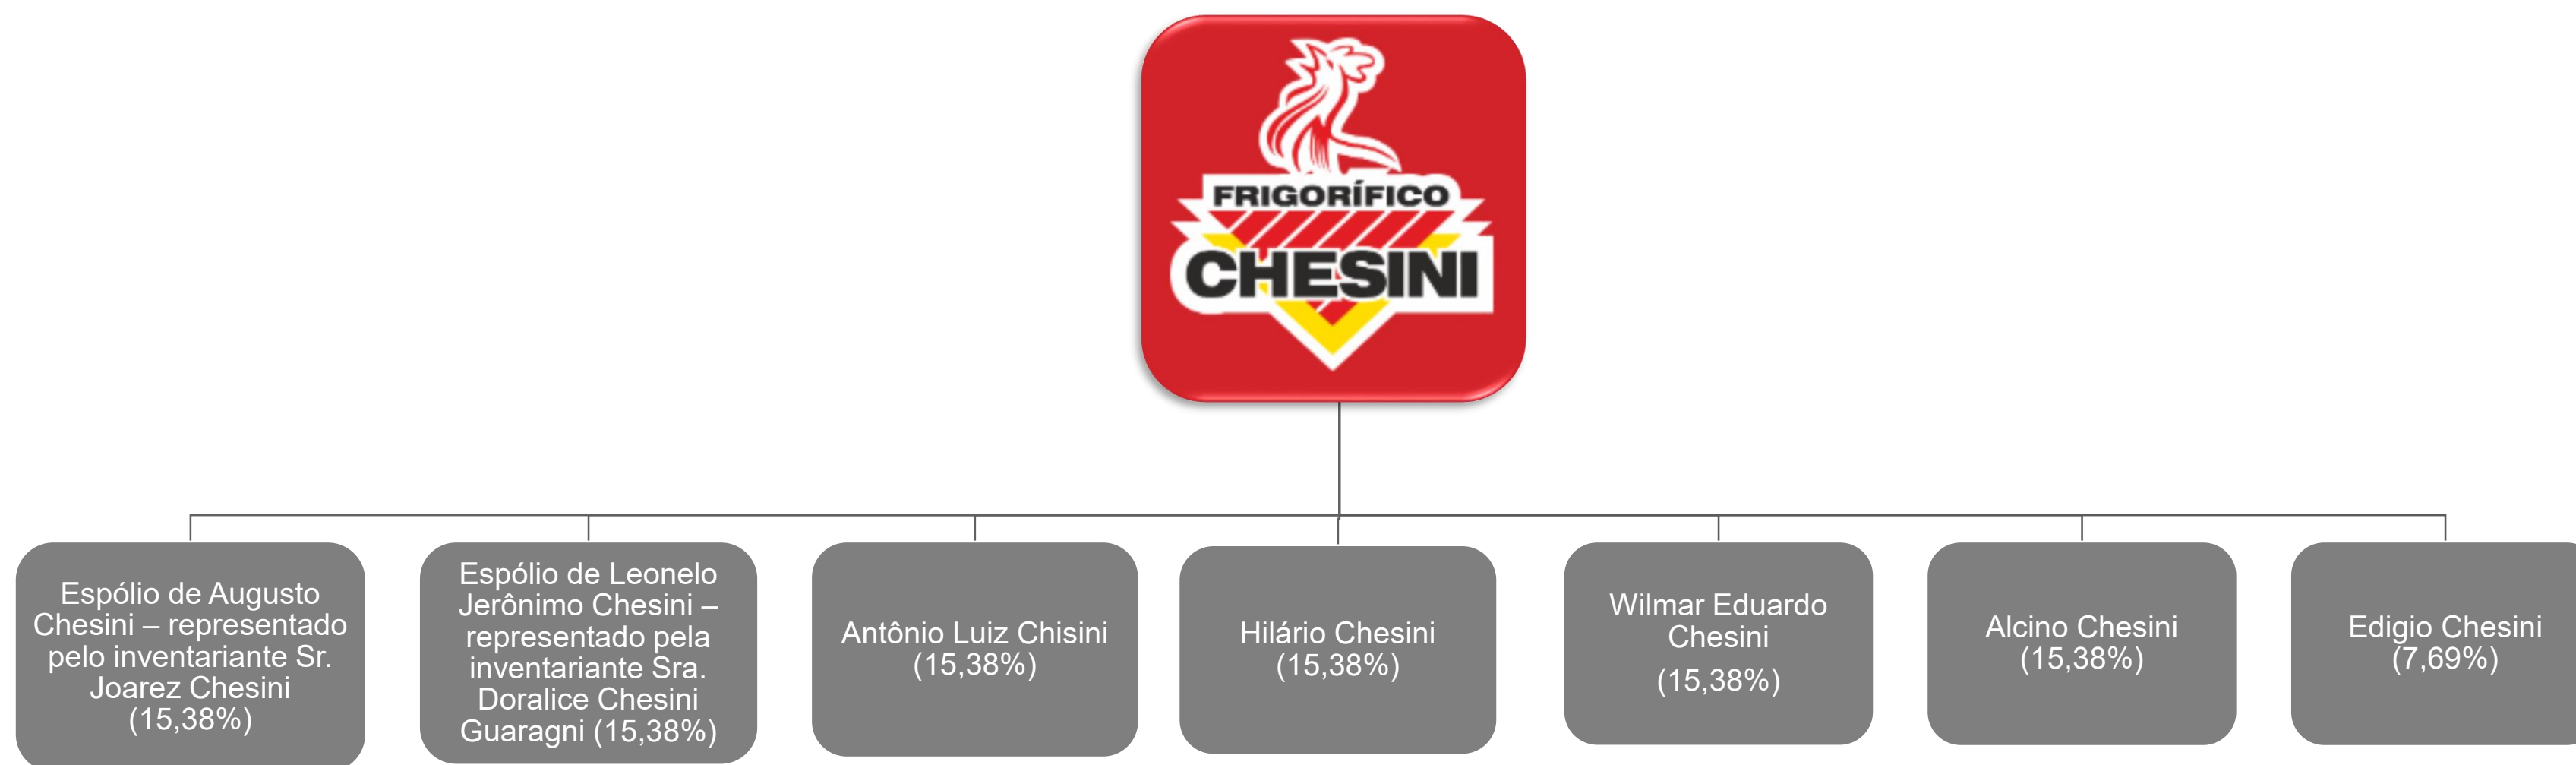 FRIGORÍFICO
CHESINI
Espólio de Augusto
Chesini – representado
pelo inventariante Sr.
Joarez Chesini
(15,38%)
Espólio de Leonelo
Jerônimo Chesini –
representado pela
inventariante Sra.
Doralice Chesini
Guaragni (15,38%)
Antônio Luiz Chisini
(15,38%)
Hilário Chesini
(15,38%)
Wilmar Eduardo
Chesini
(15,38%)
Alcino Chesini
(15,38%)
Edigio Chesini
(7,69%)